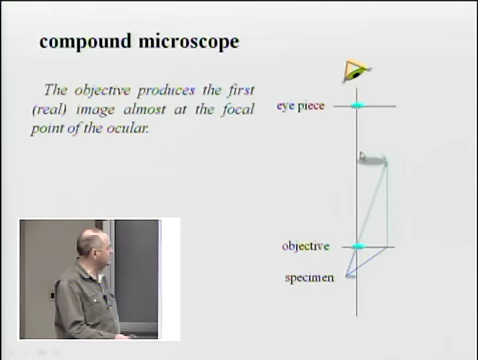 compound microscope
The objective produces the first
(real) image almost at the focal
point of the ocular.
eye piece
objective
specimen